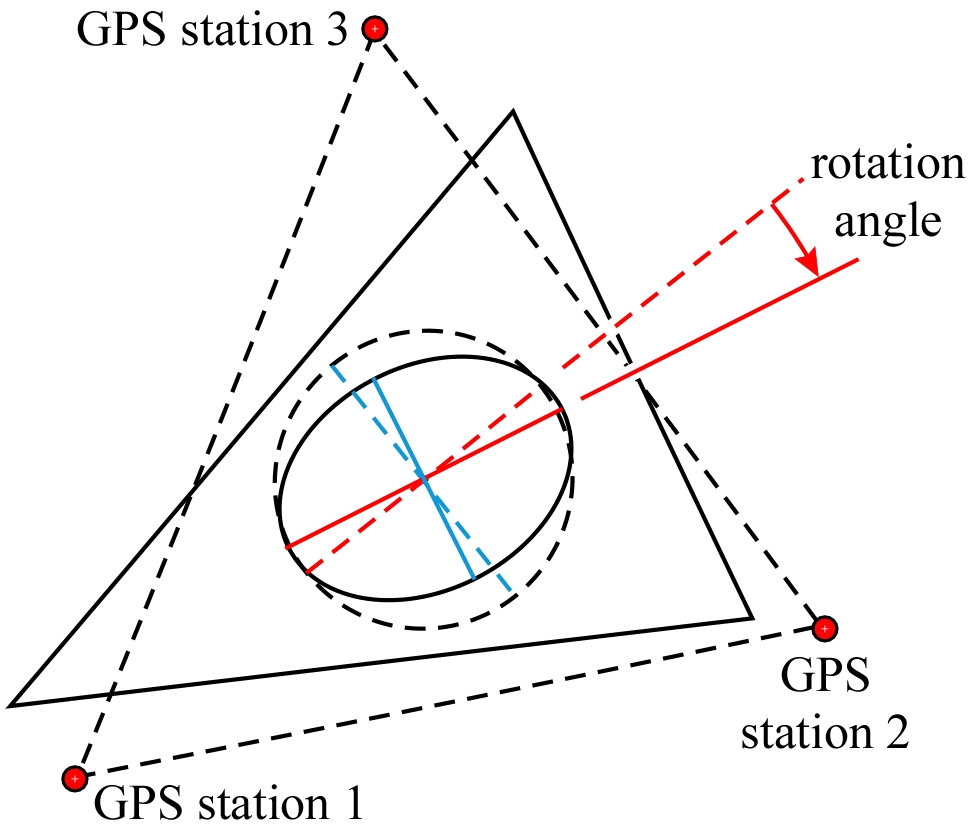 GPS station 3
rotation
angle
GPS
station 2
GPS station 1